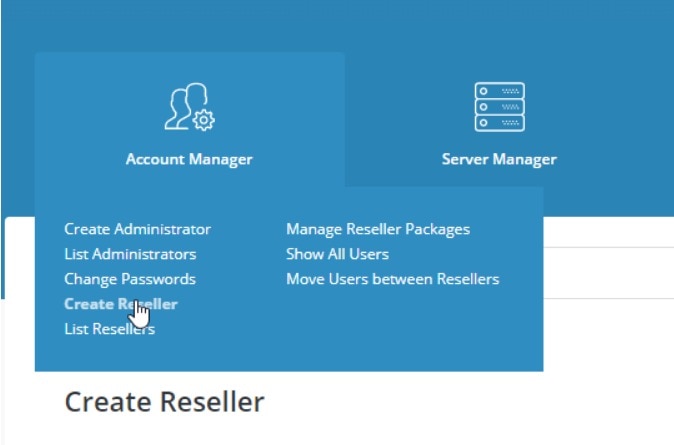 Account Manager
Server Manager
Create Administrator
List Administrators
Change Passwords
Create Reseller
List Resellers
Manage Reseller Packages
Show All Users
Move Users between Resellers
Create Reseller